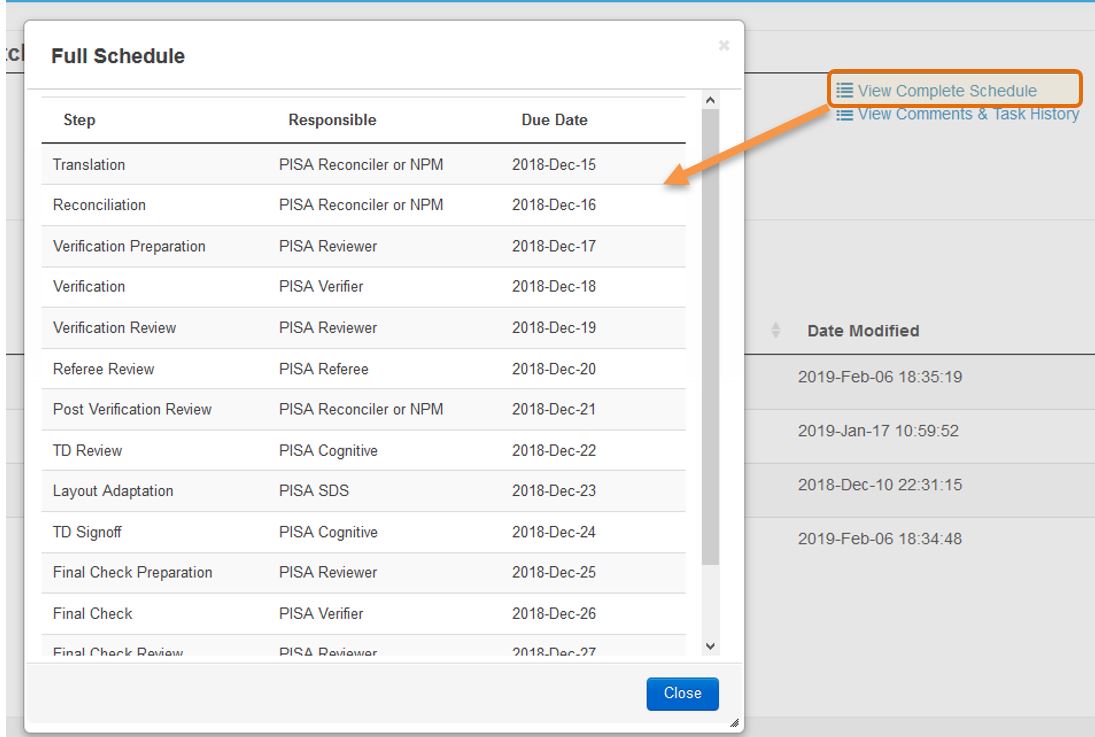 Full Schedule
View Complete Schedule
View Comments & Task History
Step Responsible Due Date
Translation PISA Reconciler or NPM 2018-Dec-15
Reconciliation PISA Reconciler or NPM 2018-Dec-16
Verification Preparation PISA Reviewer 2018-Dec-17
Verification PISA Verifier 2018-Dec-18
Verification Review PISA Reviewer 2018-Dec-19
Referee Review PISA Referee 2018-Dec-20
Post Verification Review PISA Reconciler or NPM 2018-Dec-21
TD Review PISA Cognitive 2018-Dec-22
Layout Adaptation PISA SDS 2018-Dec-23
TD Signoff PISA Cognitive 2018-Dec-24
Final Check Preparation PISA Reviewer 2018-Dec-25
Final Check PISA Verifier 2018-Dec-26
Final Check Review PISA Reviewer 2018-Dec-27
Close
Date Modified
2019-Feb-06 18:35:19
2019-Jan-17 10:59:52
2018-Dec-10 22:31:15
2019-Feb-06 18:34:48